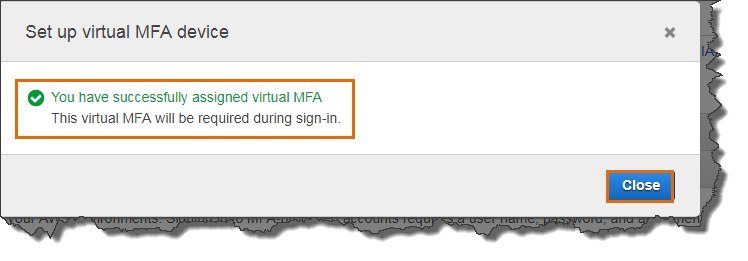 Set up virtual MFA device
You have successfully assigned virtual MFA
This virtual MFA will be required during sign-in.
Close